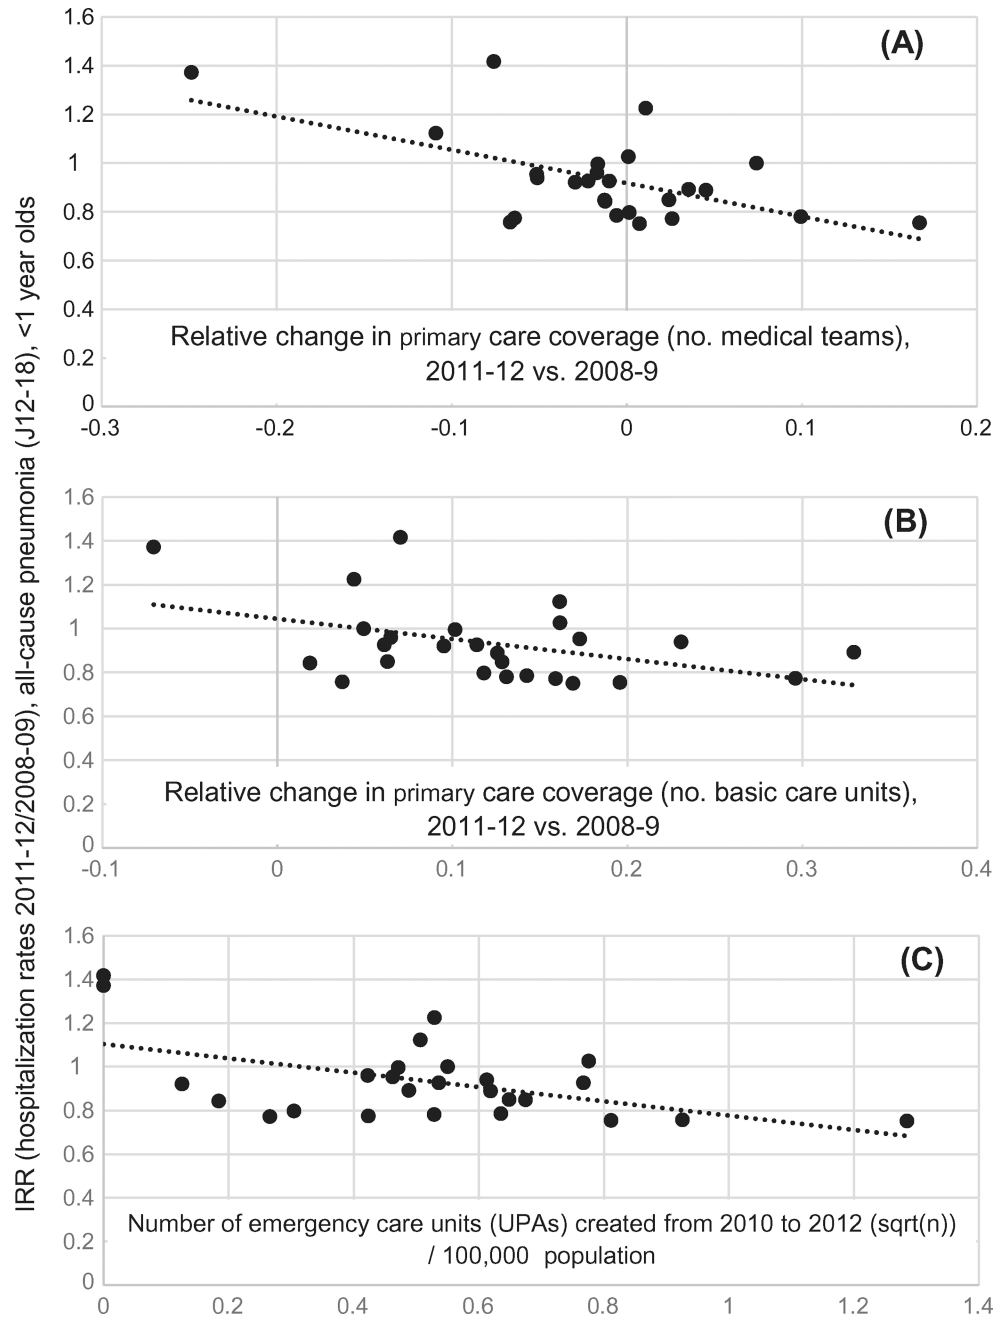 IRR (hospitalization rates 2011-12/2008-09), all-cause pneumonia (J12-18), <1 year olds
1.6
1.4
1.2
1
0.8
0.6
0.4
0.2
0
(A)
Relative change in primary care coverage (no. medical teams),
2011-12 vs. 2008-9
-0.3 -0.2 -0.1 0 0.1 0.2
1.6
1.4
1.2
1
0.8
0.6
0.4
0.2
0
(B)
Relative change in primary care coverage (no. basic care units),
2011-12 vs. 2008-9
-0.1 0 0.1 0.2 0.3 0.4
1.6
1.4
1.2
1
0.8
0.6
0.4
0.2
0
(C)
Number of emergency care units (UPAs) created from 2010 to 2012 (sqrt(n))
/ 100,000 population
0 0.2 0.4 0.6 0.8 1 1.2 1.4